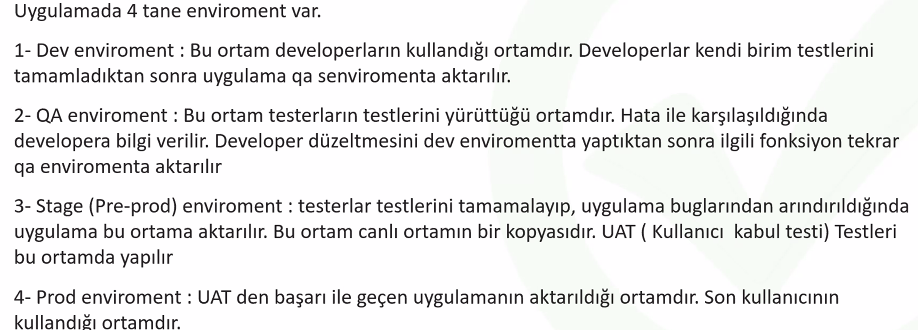 Uygulamada 4 tane enviroment var.
1- Dev enviroment : Bu ortam developerların kullandığı ortamdır. Developerlar kendi birim testlerini
tamamladıktan sonra uygulama qa senviromenta aktarılır.
2- QA enviroment : Bu ortam testerların testlerini yürüttüğü ortamdır. Hata ile karşılaşıldığında
developera bilgi verilir. Developer düzeltmesini dev enviromentta yaptıktan sonra ilgili fonksiyon tekrar
qa enviromenta aktarılır
3- Stage (Pre-prod) enviroment : testerlar testlerini tamamalayıp, uygulama buglarından arındırıldığında
uygulama bu ortama aktarılır. Bu ortam canlı ortamın bir kopyasıdır. UAT ( Kullanıcı  kabul testi) Testleri
bu ortamda yapılır
4- Prod enviroment : UAT den başarı ile geçen uygulamanın aktarıldığı ortamdır. Son kullanıcının
kullandığı ortamdır.